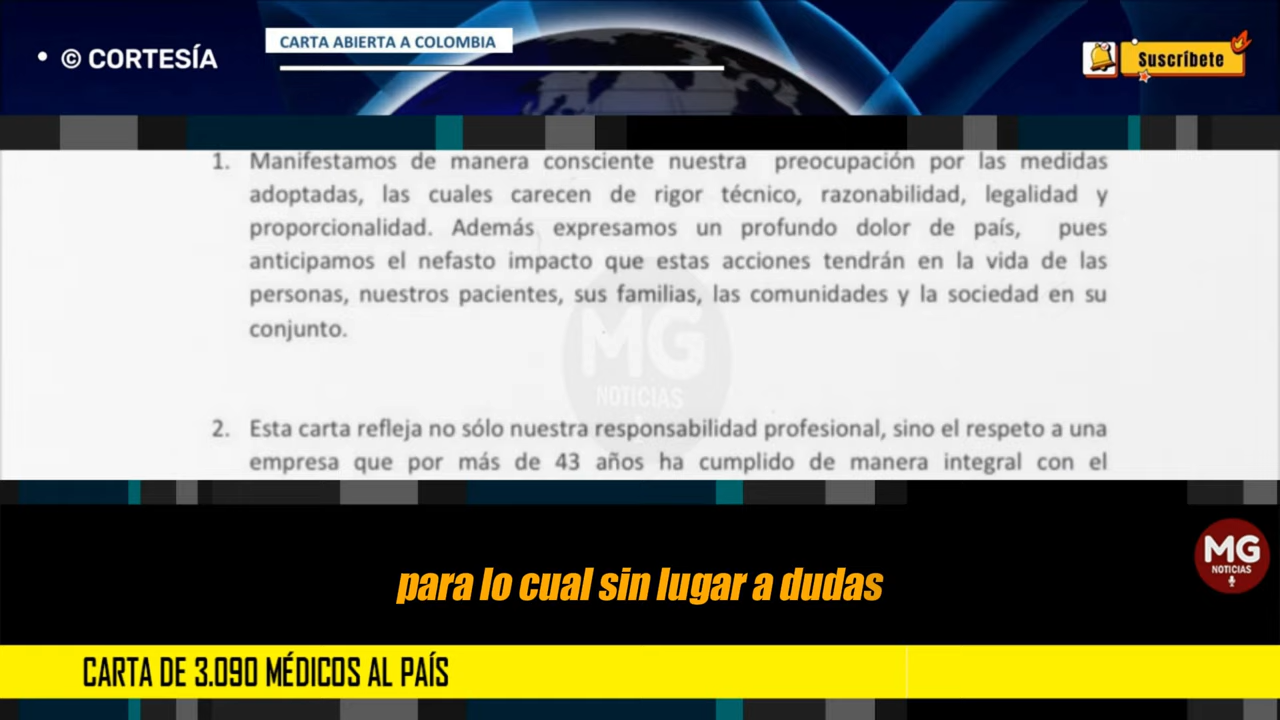 • © CORTESÍA
CARTA ABIERTA A COLOMBIA
Suscríbete
1. Manifestamos de manera consciente nuestra preocupación por las medidas
adoptadas, las cuales carecen de rigor técnico, razonabilidad, legalidad y
proporcionalidad. Además expresamos un profundo dolor de país, pues
anticipamos el nefasto impacto que estas acciones tendrán en la vida de las
personas, nuestros pacientes, sus familias, las comunidades y la sociedad en su
conjunto.
MG
NOTICIAS
2. Esta carta refleja no sólo nuestra responsabilidad profesional, sino el respeto a una
empresa que por más de 43 años ha cumplido de manera integral con el
MG
NOTICIAS
para lo cual sin lugar a dudas
CARTA DE 3.090 MÉDICOS AL PAÍS